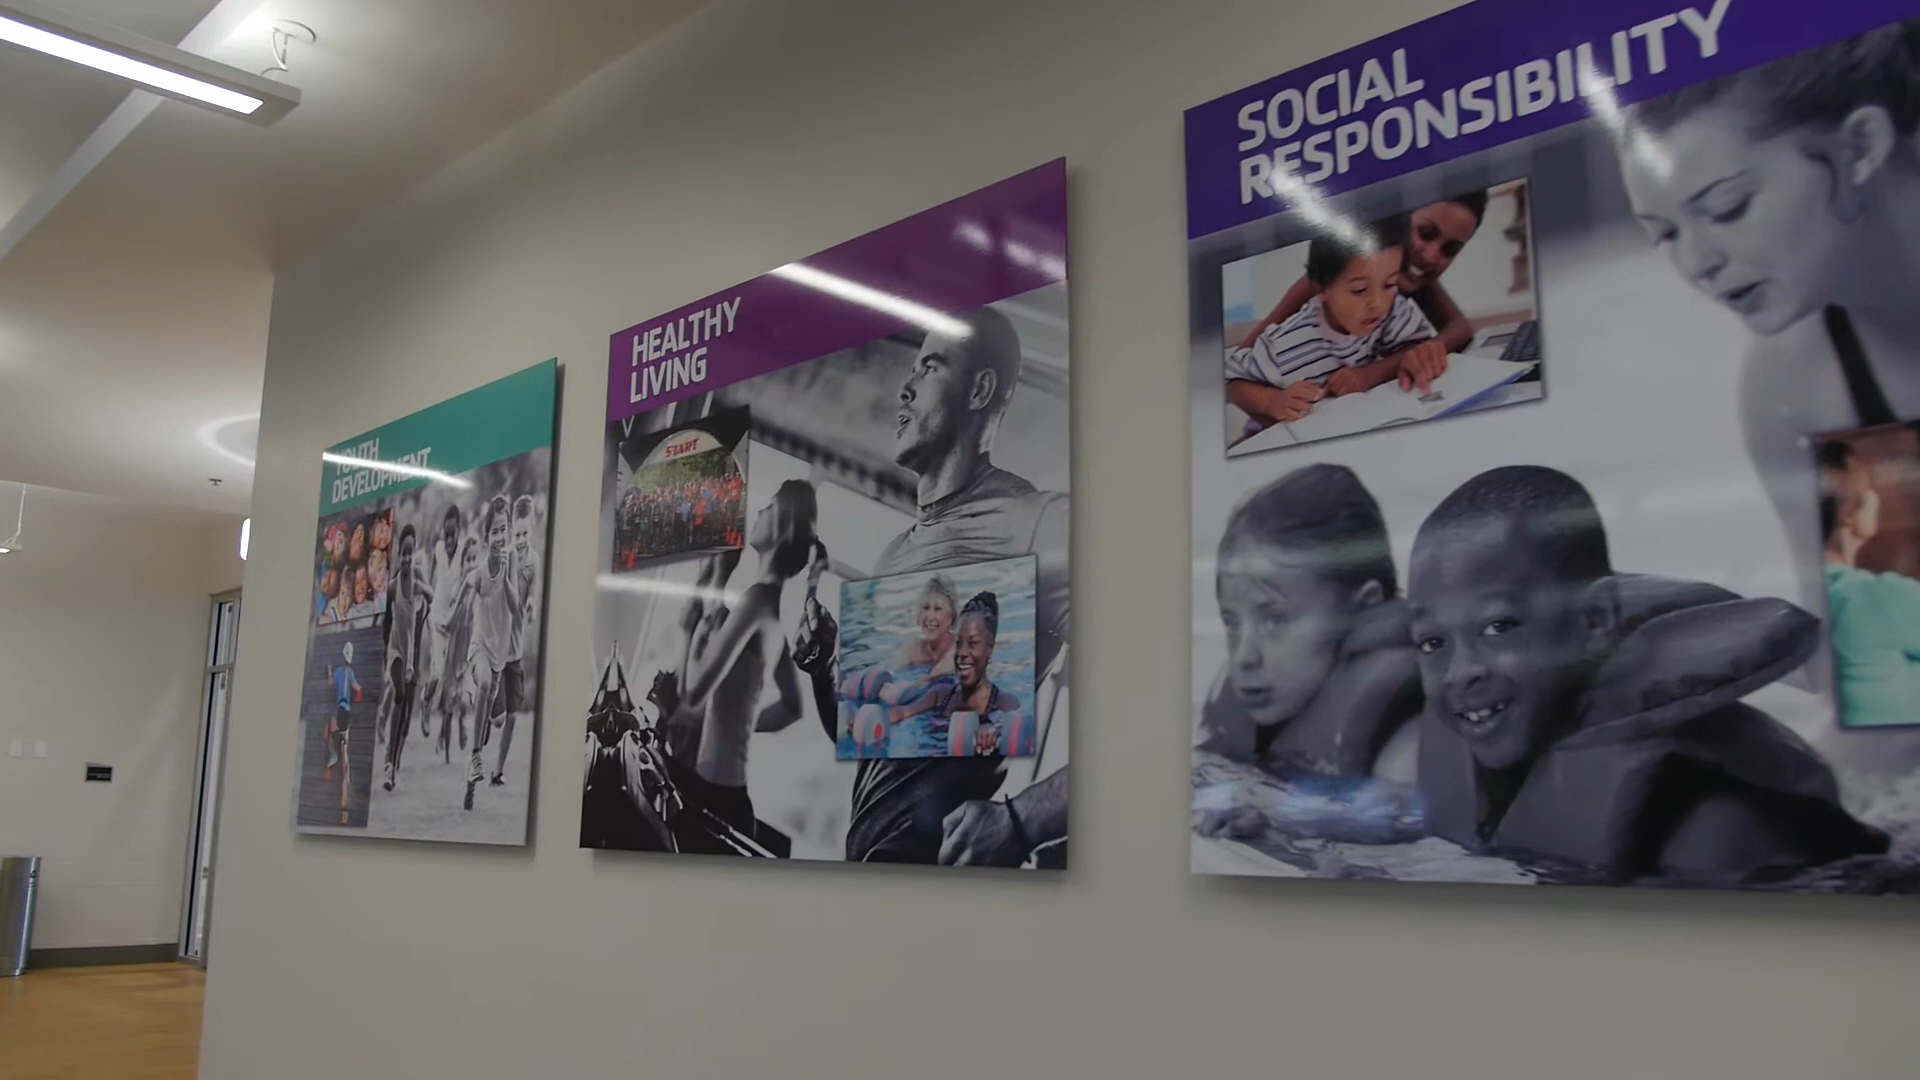 YOUTH
DEVELOPMENT
HEALTHY
LIVING
START
SOCIAL
RESPONSIBILITY